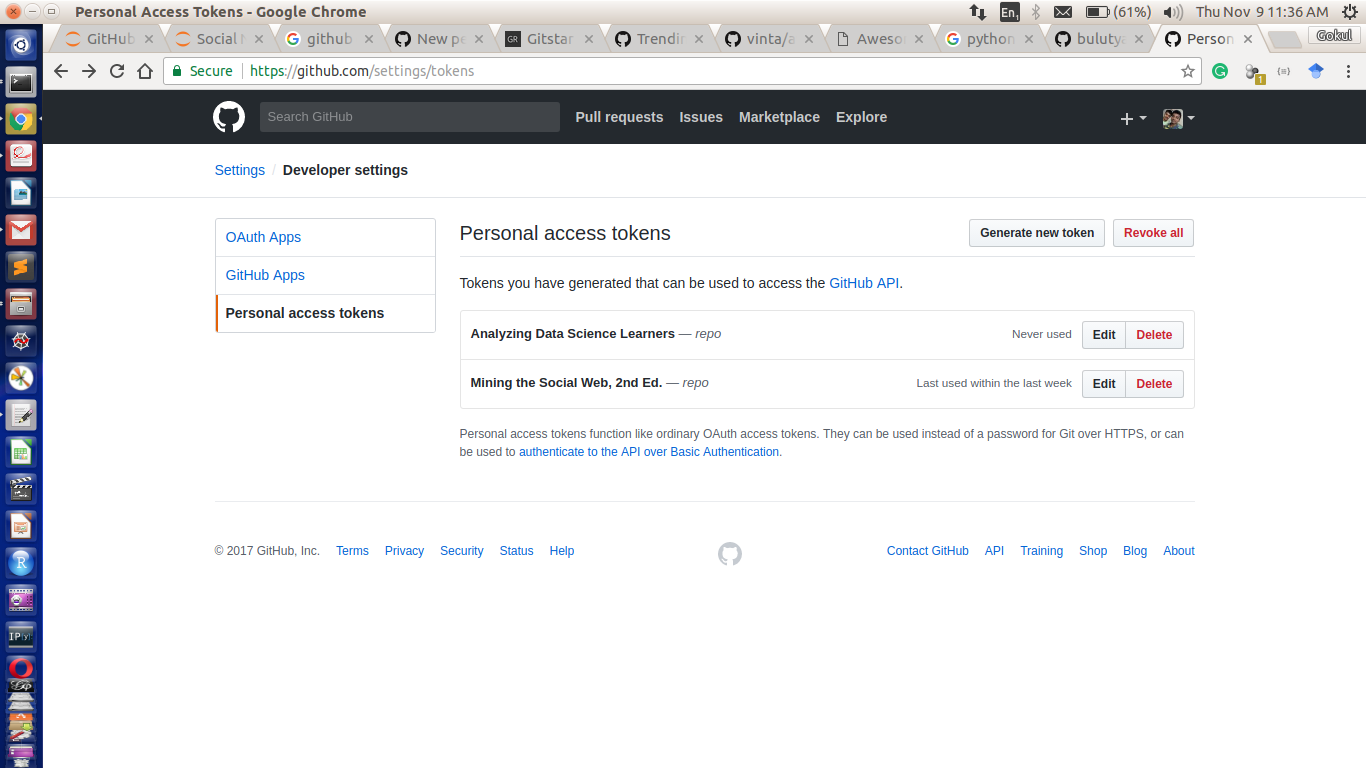 Personal Access Tokens - Google Chrome
En1
(61%)
Thu Nov 9 11:36 AM
GitHub
Social
github
New pe
Gitstar
Trendin
vinta/a
Aweso
python
buluty
Person
Gokul
Secure
https://github.com/settings/tokens
1
Search GitHub
Pull requests Issues Marketplace Explore
Settings / Developer settings
OAuth Apps
GitHub Apps
Personal access tokens
Personal access tokens
Generate new token
Revoke all
Tokens you have generated that can be used to access the GitHub API.
Analyzing Data Science Learners — repo
Never used
Edit
Delete
Mining the Social Web, 2nd Ed. — repo
Last used within the last week
Edit
Delete
Personal access tokens function like ordinary OAuth access tokens. They can be used instead of a password for Git over HTTPS, or can
be used to authenticate to the API over Basic Authentication.
© 2017 GitHub, Inc. Terms Privacy Security Status Help
Contact GitHub API Training Shop Blog About
GR
R
IP[y]: